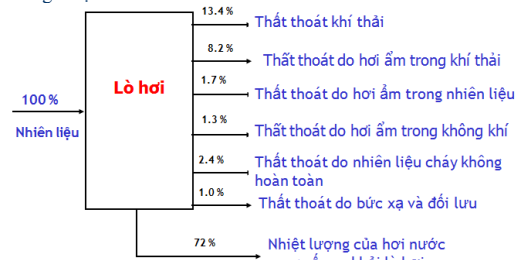 13.4 %
Thất thoát khí thải
8.2 %
Thất thoát do hơi ẩm trong khí thải
1.7 %
Lò hơi
Thất thoát do hơi ẩm trong nhiên liệu
100 %
1.3 %
Nhiên liệu
Thất thoát do hơi ẩm trong không khí
2.4 %
Thất thoát do nhiên liệu cháy không
hoàn toàn
1.0 %
Thất thoát do bức xạ và đối lưu
72 %
Nhiệt lượng của hơi nước